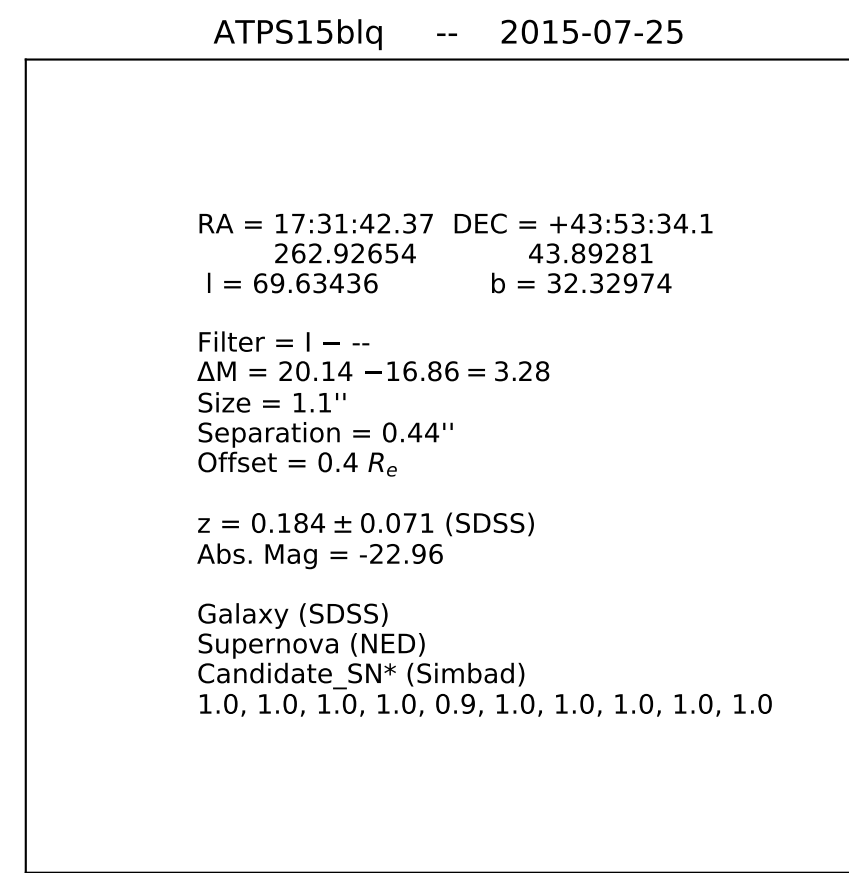 ATPS15blq -- 2015-07-25
RA = 17:31:42.37 DEC = +43:53:34.1
262.92654 43.89281
l = 69.63436 b = 32.32974
Filter = I − --
ΔM = 20.14 −16.86 = 3.28
Size = 1.1''
Separation = 0.44''
Offset = 0.4 Rₑ
z = 0.184 ± 0.071 (SDSS)
Abs. Mag = -22.96
Galaxy (SDSS)
Supernova (NED)
Candidate_SN* (Simbad)
1.0, 1.0, 1.0, 1.0, 0.9, 1.0, 1.0, 1.0, 1.0, 1.0